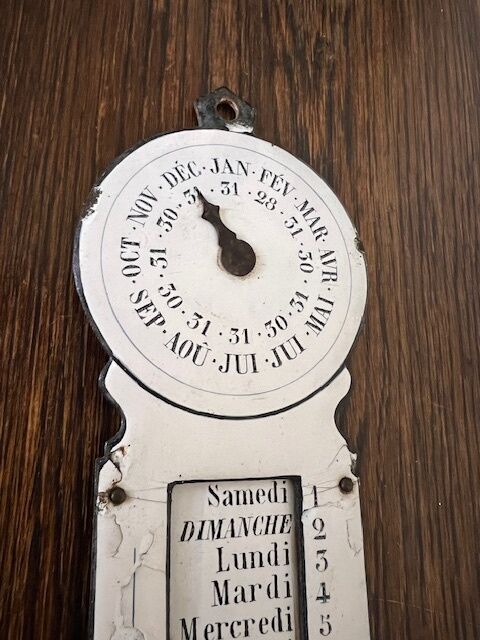 JAN · FÉV · MAR · AVR · MAI · JUI · JUI · AOÛ · SEP · OCT · NOV · DÉC ·
31 · 28 · 31 · 30 · 31 · 30 · 31 · 31 · 30 · 31 · 30 · 31
Samedi 1
DIMANCHE 2
Lundi 3
Mardi 4
Mercredi 5